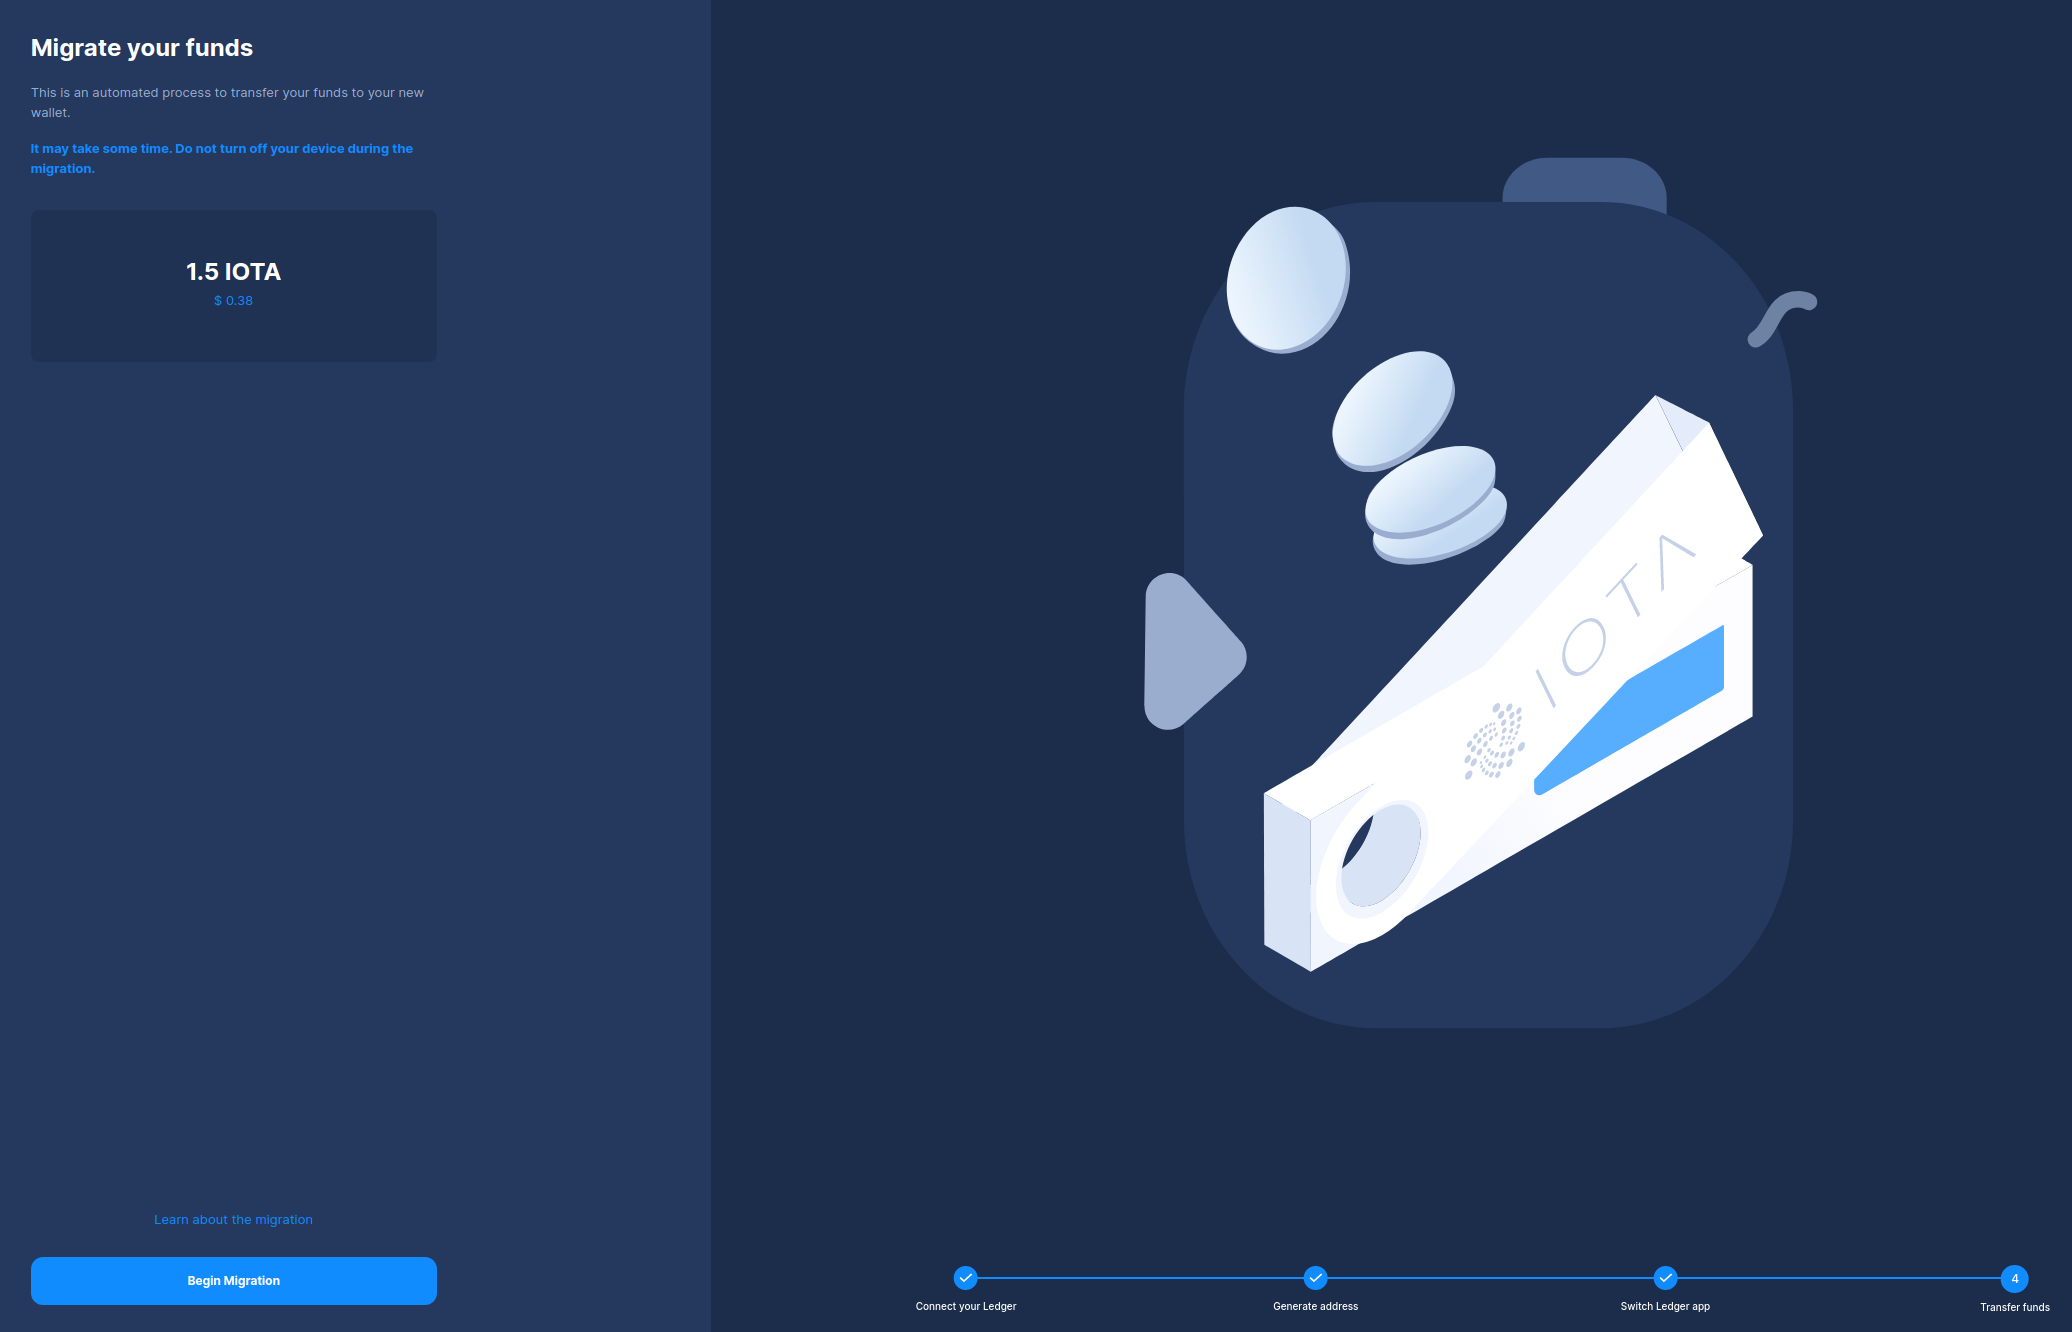 Migrate your funds
This is an automated process to transfer your funds to your new
wallet.
It may take some time. Do not turn off your device during the
migration.
1.5 IOTA
$ 0.38
IOTA
Learn about the migration
Begin Migration
4
Connect your Ledger
Generate address
Switch Ledger app
Transfer funds